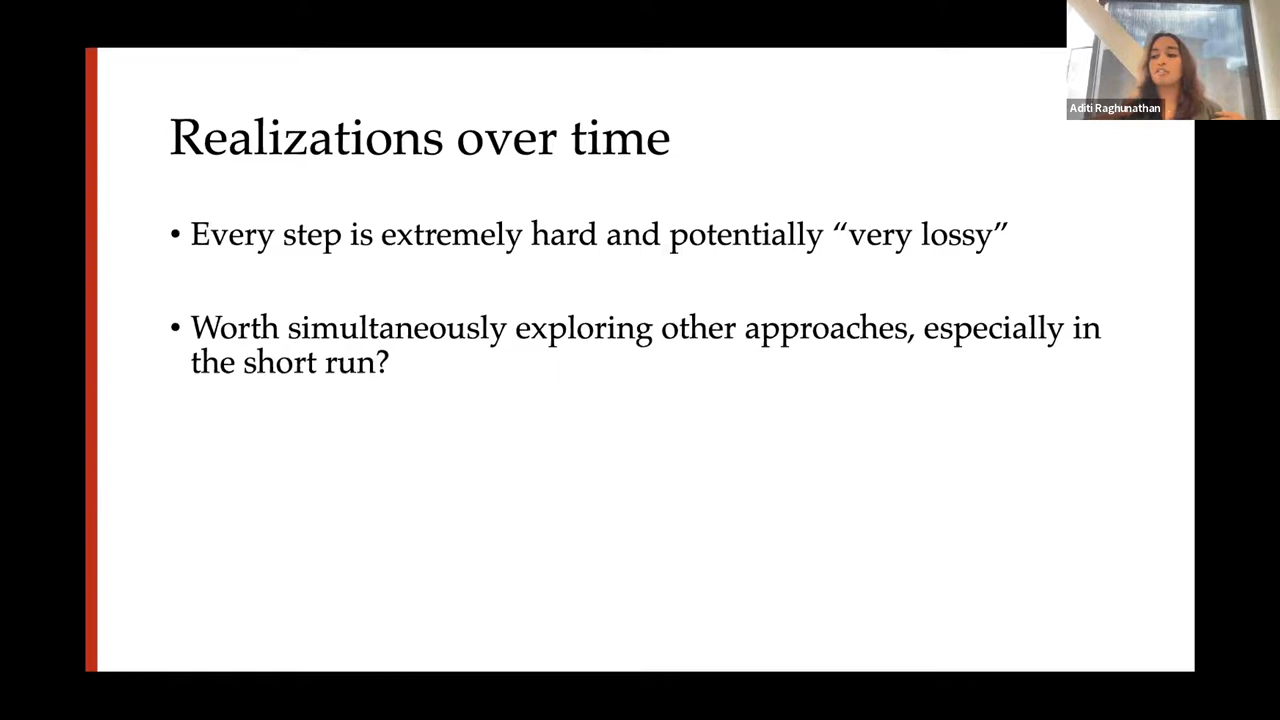 Aditi Raghunathan
Realizations over time
• Every step is extremely hard and potentially “very lossy”
• Worth simultaneously exploring other approaches, especially in
the short run?